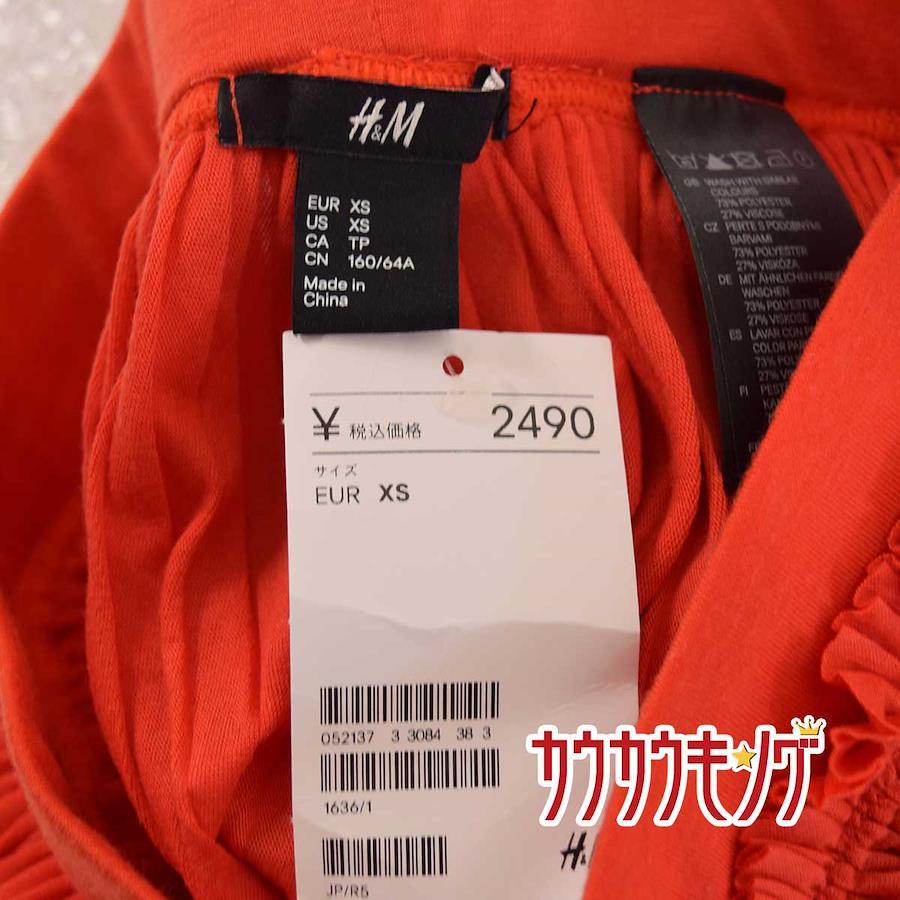 H&M
EUR XS
US XS
CA TP
CN 160/64A
Made in
China
GB WASH WITH SIMILAR
COLOURS
73% POLYESTER
27% VISCOSE
CZ PERTE S PODOBNÝMI
BARVAMI
73% POLYESTER
27% VISKÓZA
DE MIT ÄHNLICHEN
WASCHEN
73% POLYESTER
27% VISKOSE
ES LAVAR CON
COLOR
73%
27%
FI
¥ 税込価格 2490
サイズ
EUR XS
052137 3 3084 38 3
1636/1
JP/R5
カウカウキング